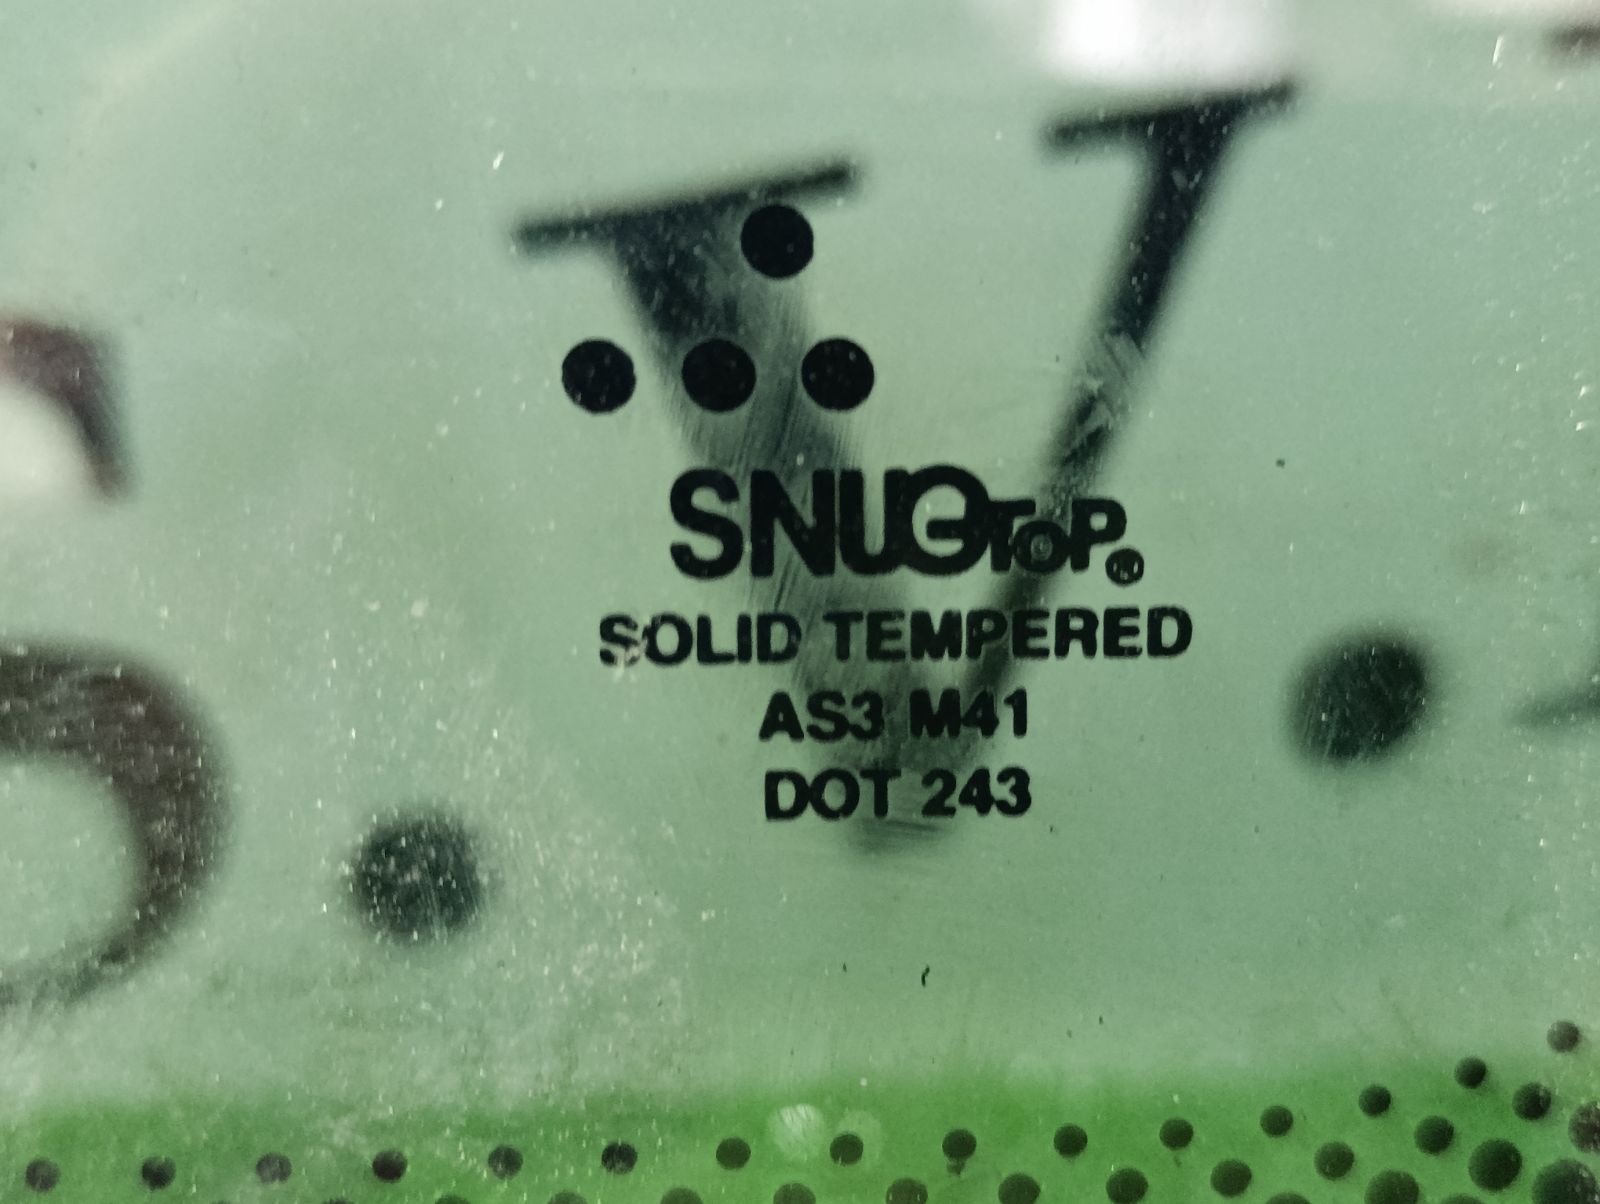 SNUGTOP®
SOLID TEMPERED
AS3 M41
DOT 243